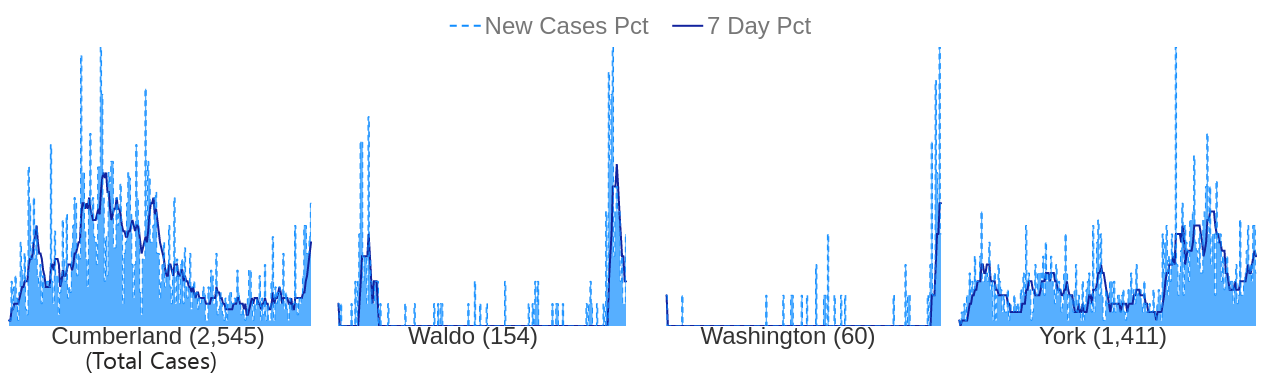 New Cases Pct 7 Day Pct
Cumberland (2,545) Waldo (154) Washington (60) York (1,411)
(Total Cases)